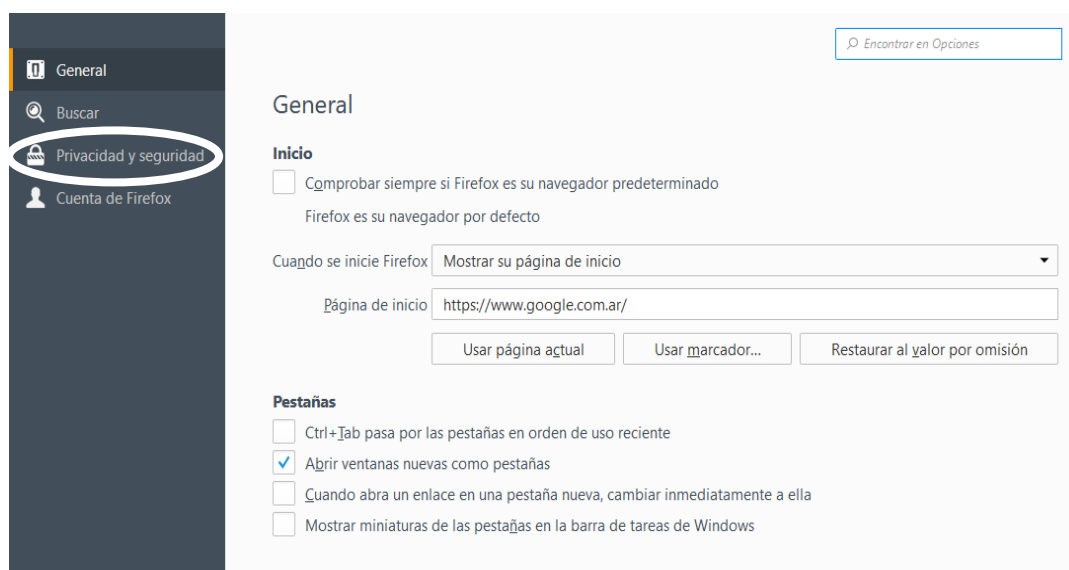 Encontrar en Opciones
General
Buscar
Privacidad y seguridad
Cuenta de Firefox
General
Inicio
Comprobar siempre si Firefox es su navegador predeterminado
Firefox es su navegador por defecto
Cuando se inicie Firefox Mostrar su página de inicio
Página de inicio https://www.google.com.ar/
Usar página actual Usar marcador... Restaurar al valor por omisión
Pestañas
Ctrl+Tab pasa por las pestañas en orden de uso reciente
Abrir ventanas nuevas como pestañas
Cuando abra un enlace en una pestaña nueva, cambiar inmediatamente a ella
Mostrar miniaturas de las pestañas en la barra de tareas de Windows